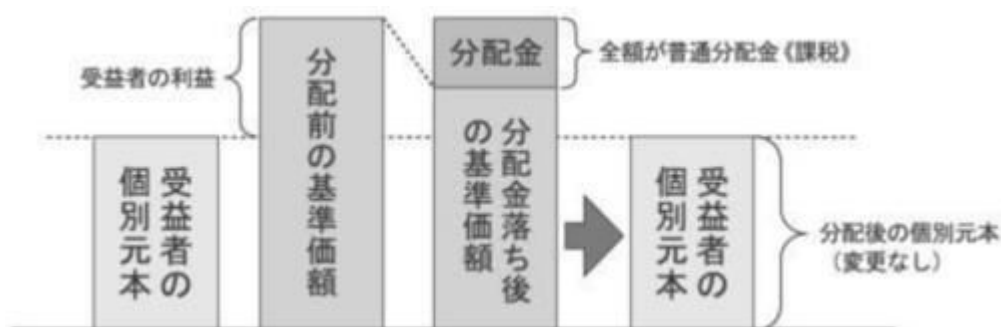 受益者の利益
受益者の
個別元本
分配前の基準価額
分配金
全額が普通分配金《課税》
分配金落ち後
の基準価額
受益者の
個別元本
分配後の個別元本
（変更なし）